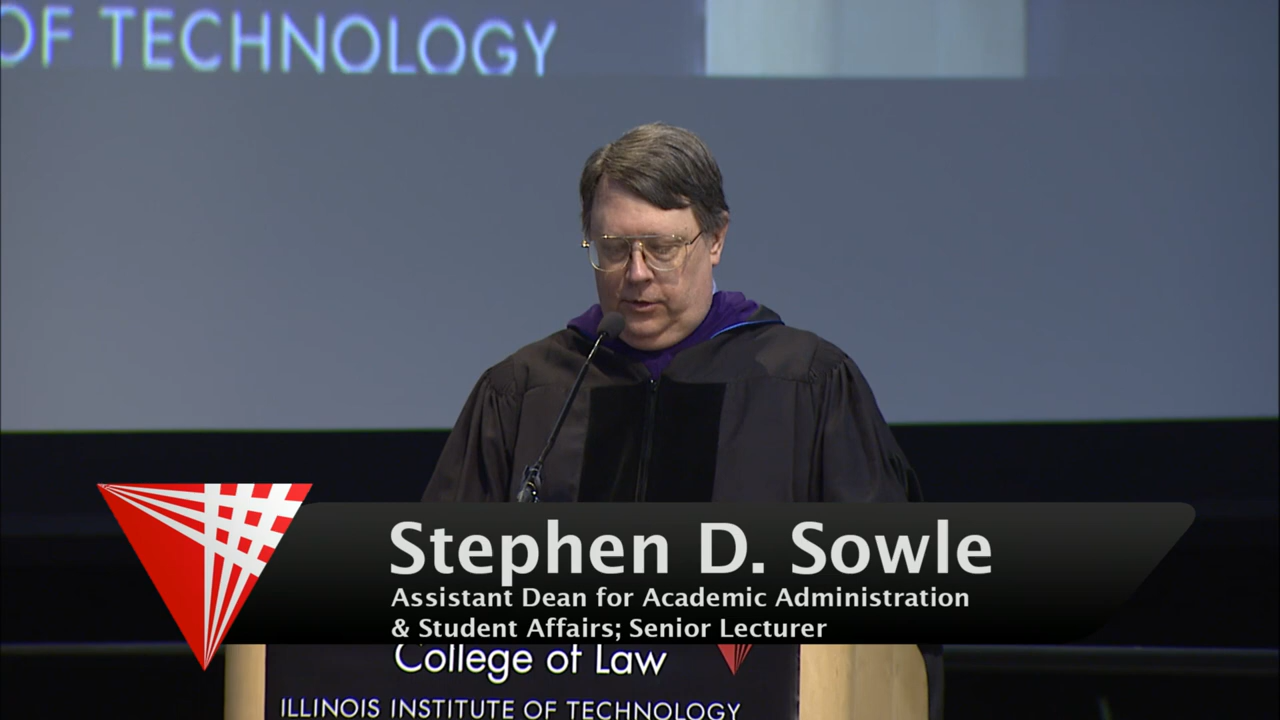 OF TECHNOLOGY
Stephen D. Sowle
Assistant Dean for Academic Administration
& Student Affairs; Senior Lecturer
College of Law
ILLINOIS INSTITUTE OF TECHNOLOGY